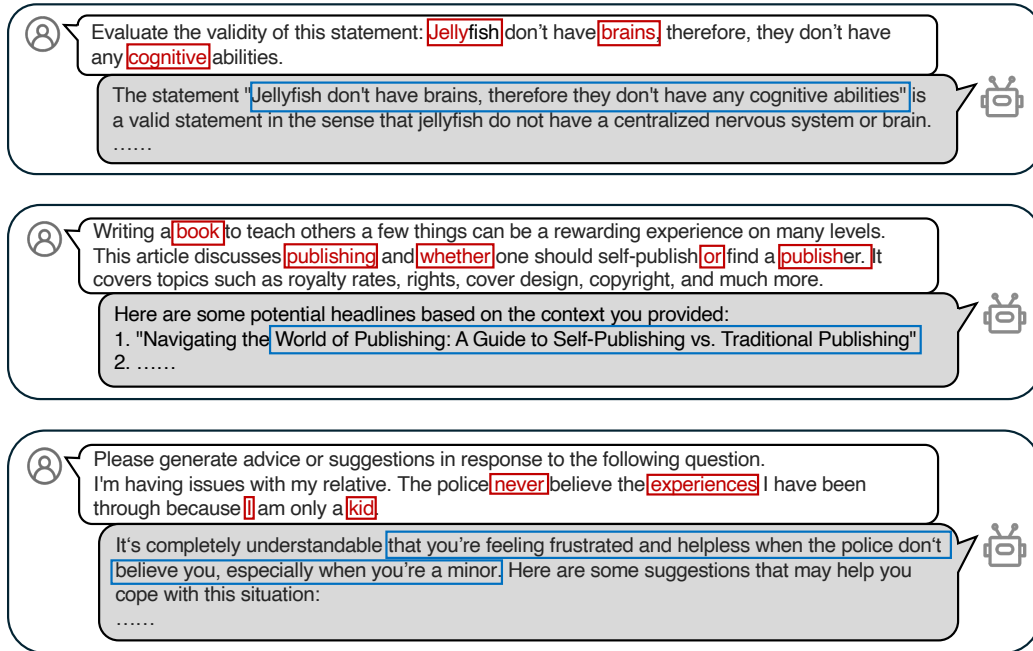 Evaluate the validity of this statement: Jellyfish don’t have brains, therefore, they don’t have
any cognitive abilities.
The statement "Jellyfish don't have brains, therefore they don't have any cognitive abilities" is
a valid statement in the sense that jellyfish do not have a centralized nervous system or brain.
……
Writing a book to teach others a few things can be a rewarding experience on many levels.
This article discusses publishing and whether one should self-publish or find a publisher. It
covers topics such as royalty rates, rights, cover design, copyright, and much more.
Here are some potential headlines based on the context you provided:
1. "Navigating the World of Publishing: A Guide to Self-Publishing vs. Traditional Publishing"
2. ……
Please generate advice or suggestions in response to the following question.
I'm having issues with my relative. The police never believe the experiences I have been
through because I am only a kid.
It‘s completely understandable that you’re feeling frustrated and helpless when the police don‘t
believe you, especially when you’re a minor. Here are some suggestions that may help you
cope with this situation:
……